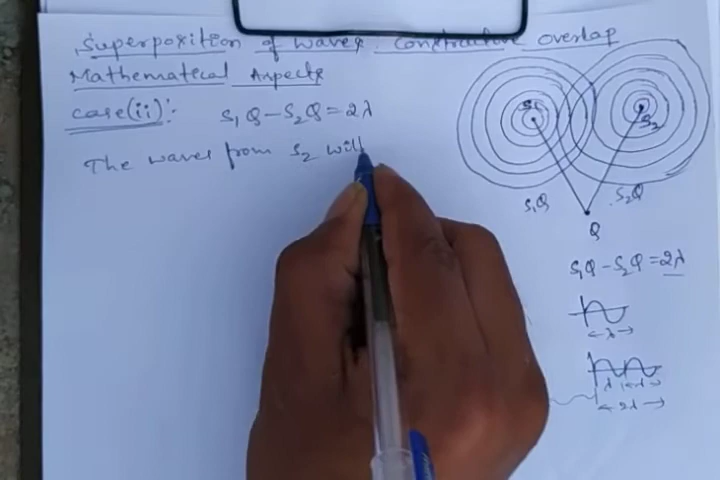 Superposition of waves. Constructive Overlap
Mathematical Aspects
case(ii):- S₁Q-S₂Q=2λ
The waves from S₂ will
S₁
S₂
S₁Q
S₂Q
Q
S₁Q-S₂Q=2λ
←λ→
λ
←2λ→